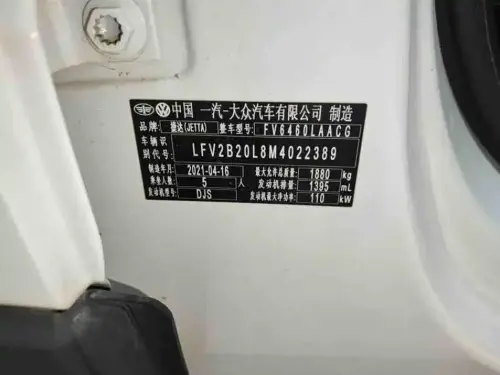 中国 一汽-大众汽车有限公司 制造
品牌:捷达(JETTA) 整车型号:FV6460LAACG
车辆识别代号: LFV2B20L8M4022389
制造年月 2021-04-16 最大允许总质量 1880 kg
乘坐人数 5 人 发动机排量 1395 mL
发动机型号 DJS 发动机最大净功率 110 kW